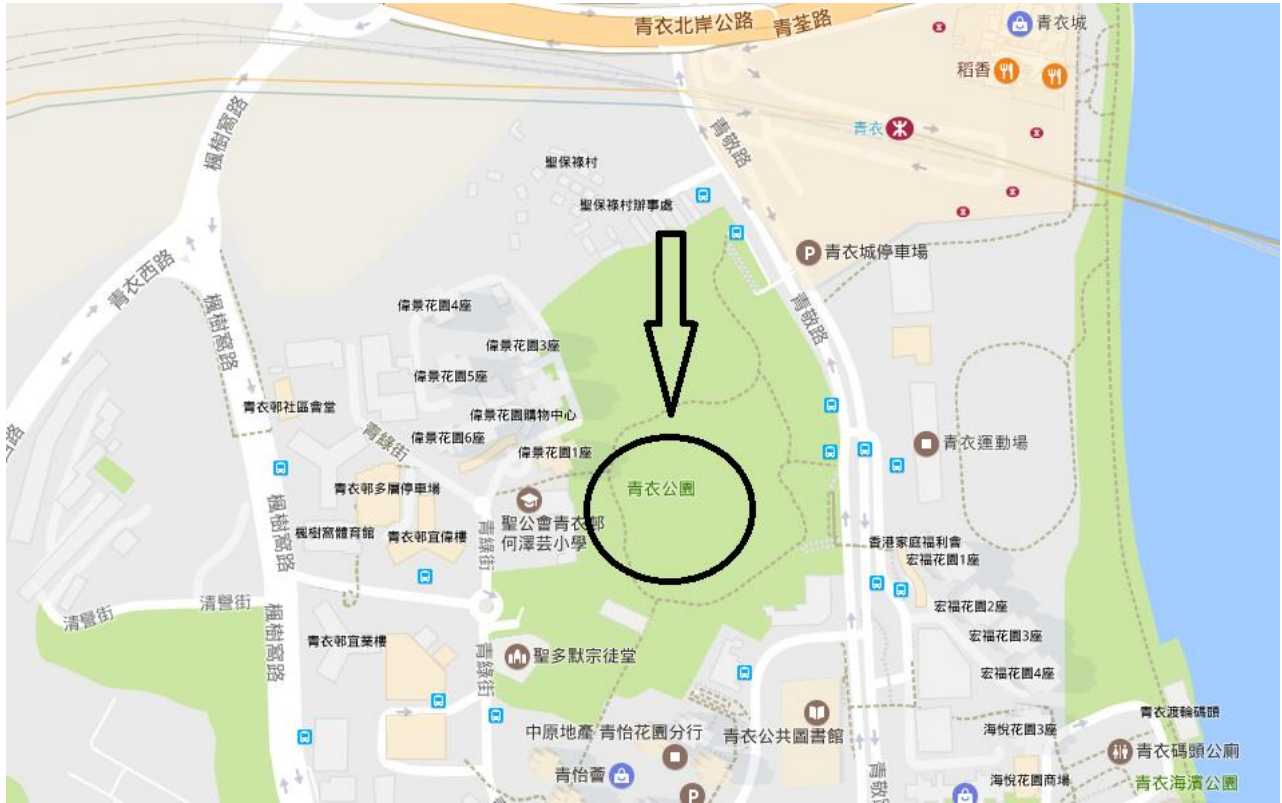 青衣北岸公路
青荃路
青衣城
稻香
楓樹窩路
青敬路
青衣
聖保祿村
聖保祿村辦事處
青衣西路
青衣城停車場
楓樹窩路
偉景花園4座
青敬路
偉景花園3座
偉景花園5座
青衣邨社區會堂
偉景花園購物中心
青綠街
偉景花園6座
偉景花園1座
青衣運動場
青衣邨多層停車場
青衣公園
楓樹窩路
聖公會青衣邨
何澤芸小學
楓樹窩體育館
青衣邨宜偉樓
青綠街
香港家庭福利會
宏福花園1座
清譽街
清譽街
宏福花園2座
楓樹窩路
青衣邨宜業樓
宏福花園3座
青綠街
聖多默宗徒堂
宏福花園4座
青衣渡輪碼頭
中原地產 青怡花園分行
青衣公共圖書館
海悅花園3座
青衣碼頭公廁
青怡薈
青敬路
海悅花園商場
青衣海濱公園
P
P